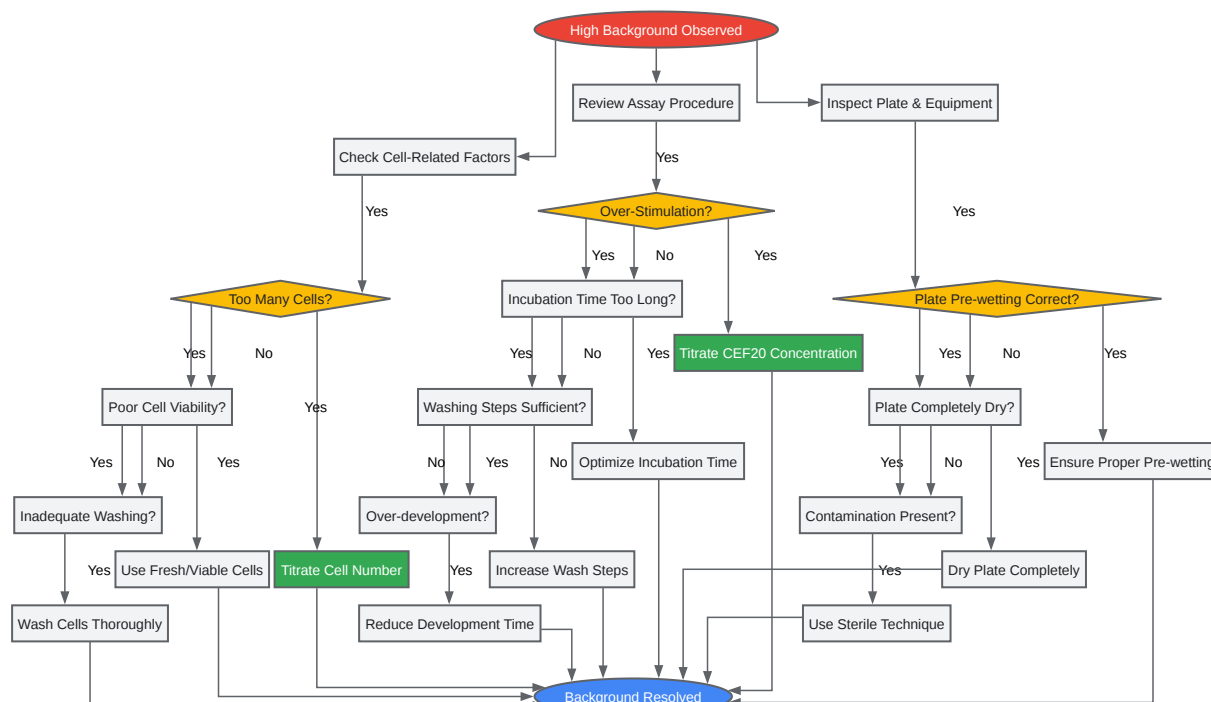 High Background Observed
Review Assay Procedure
Inspect Plate & Equipment
Check Cell-Related Factors
Yes
Yes
Over-Stimulation?
Yes
Yes
No
Yes
Too Many Cells?
Incubation Time Too Long?
Plate Pre-wetting Correct?
Yes
No
Yes
No
Yes
Titrate CEF20 Concentration
Yes
No
Yes
Poor Cell Viability?
Yes
Washing Steps Sufficient?
Plate Completely Dry?
Yes
No
Yes
No
Yes
No
Optimize Incubation Time
Yes
No
Yes
Ensure Proper Pre-wetting
Inadequate Washing?
Over-development?
Contamination Present?
Yes
Use Fresh/Viable Cells
Titrate Cell Number
Yes
Increase Wash Steps
Yes
Dry Plate Completely
Wash Cells Thoroughly
Reduce Development Time
Use Sterile Technique
Background Resolved